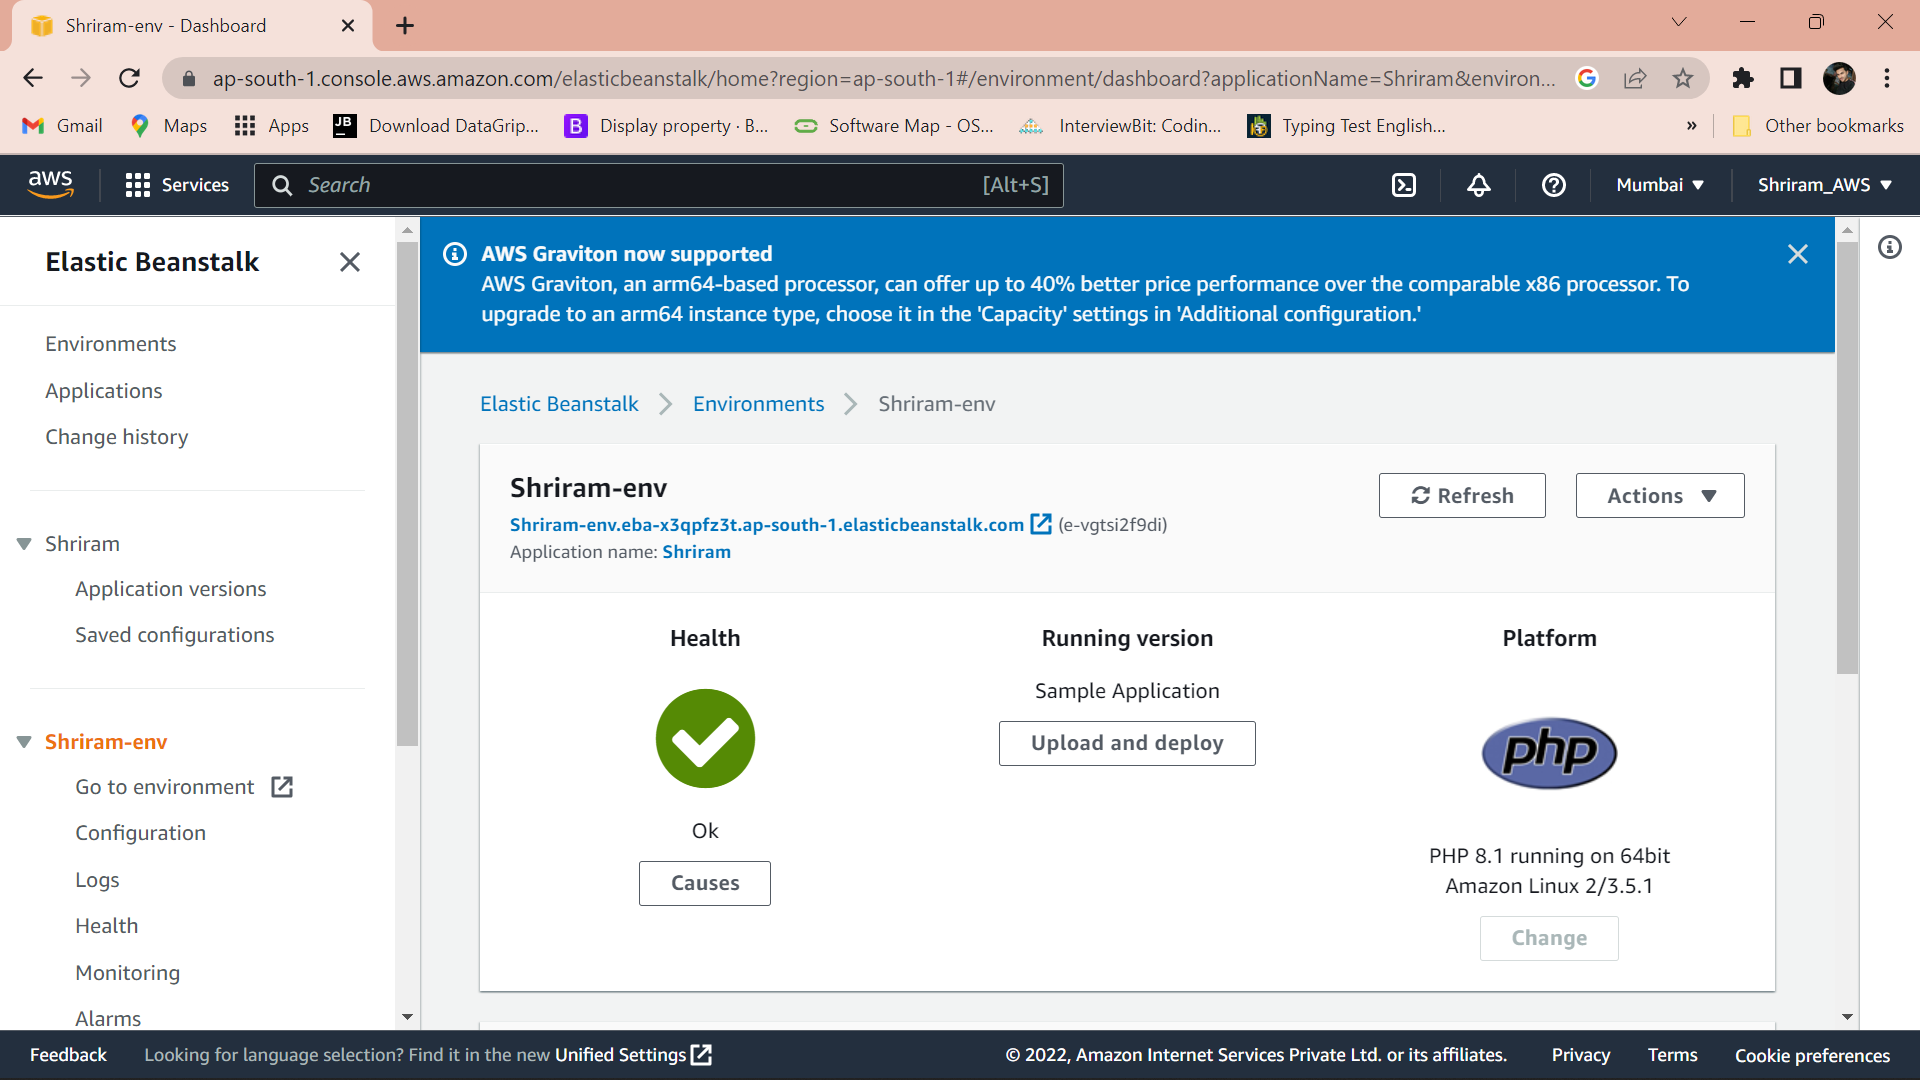 Shriram-env - Dashboard
ap-south-1.console.aws.amazon.com/elasticbeanstalk/home?region=ap-south-1#/environment/dashboard?applicationName=Shriram&environ...
Gmail
Maps
Apps
JB
Download DataGrip...
B
Display property · B...
Software Map - OS...
InterviewBit: Codin...
Typing Test English...
»
Other bookmarks
aws
Services
Search
[Alt+S]
Mumbai
Shriram_AWS
Elastic Beanstalk
Environments
Applications
Change history
Shriram
Application versions
Saved configurations
Shriram-env
Go to environment
Configuration
Logs
Health
Monitoring
Alarms
AWS Graviton now supported
AWS Graviton, an arm64-based processor, can offer up to 40% better price performance over the comparable x86 processor. To
upgrade to an arm64 instance type, choose it in the 'Capacity' settings in 'Additional configuration.'
Elastic Beanstalk
Environments
Shriram-env
Shriram-env
Shriram-env.eba-x3qpfz3t.ap-south-1.elasticbeanstalk.com (e-vgtsi2f9di)
Application name: Shriram
Refresh
Actions
Health
Ok
Causes
Running version
Sample Application
Upload and deploy
Platform
php
PHP 8.1 running on 64bit
Amazon Linux 2/3.5.1
Change
Feedback
Looking for language selection? Find it in the new Unified Settings
© 2022, Amazon Internet Services Private Ltd. or its affiliates.
Privacy
Terms
Cookie preferences